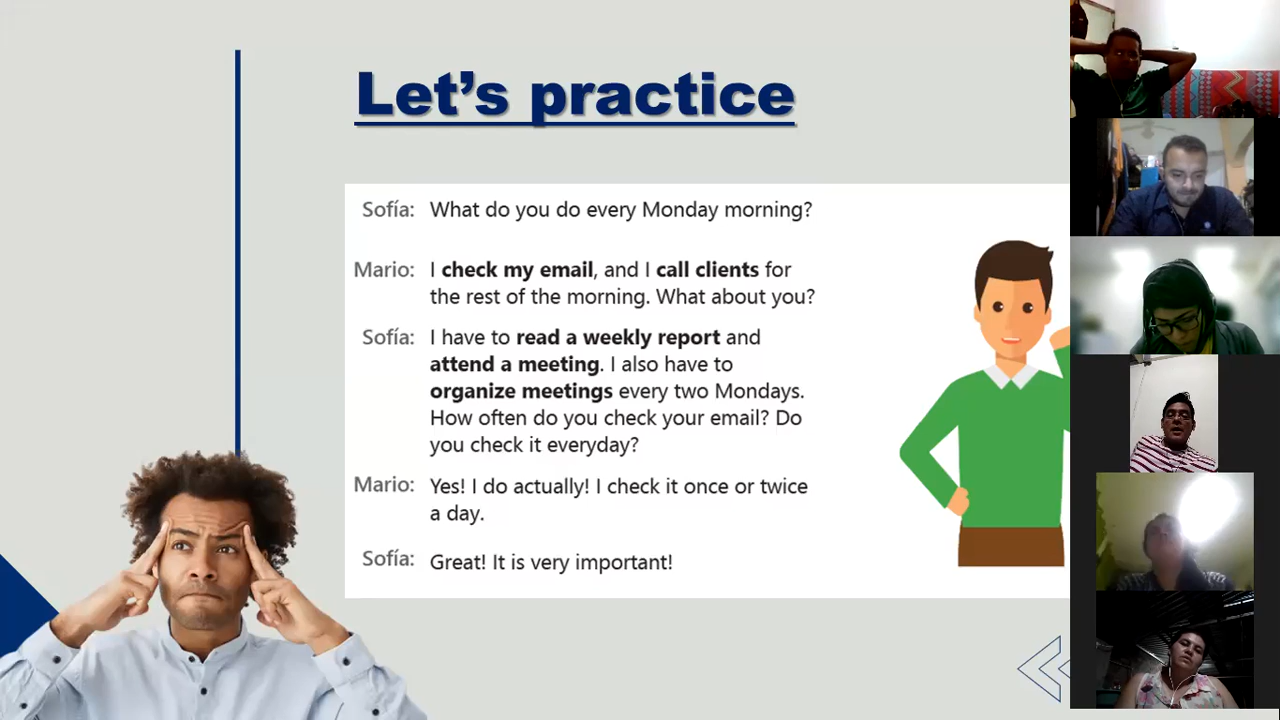 Let's practice
Sofía: What do you do every Monday morning?
Mario: I check my email, and I call clients for
the rest of the morning. What about you?
Sofía: I have to read a weekly report and
attend a meeting. I also have to
organize meetings every two Mondays.
How often do you check your email? Do
you check it everyday?
Mario: Yes! I do actually! I check it once or twice
a day.
Sofía: Great! It is very important!